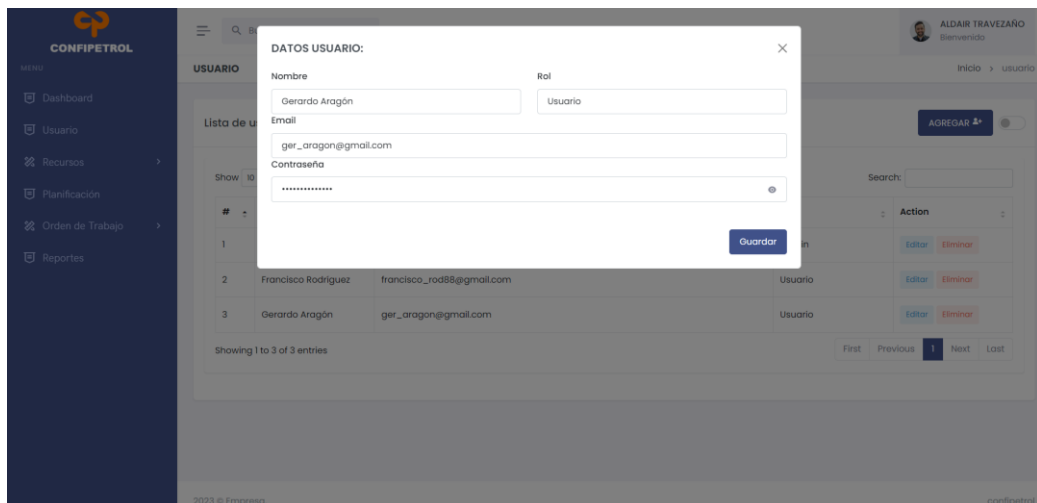 CONFIPETROL
MENU
Dashboard
Usuario
Recursos
Planificación
Orden de Trabajo
Reportes
ALDAIR TRAVEZAÑO
Bienvenido
USUARIO
Inicio > usuario
DATOS USUARIO:
Nombre
Rol
Gerardo Aragón
Usuario
Email
ger_aragon@gmail.com
Contraseña
••••••••••••••
Guardar
Lista de
AGREGAR
Show 10
Search:
# Action
1 Editar Eliminar
2 Francisco Rodriguez francisco_rod88@gmail.com Usuario Editar Eliminar
3 Gerardo Aragón ger_aragon@gmail.com Usuario Editar Eliminar
Showing 1 to 3 of 3 entries
First Previous 1 Next Last
2023 © Empresa
confipetrol